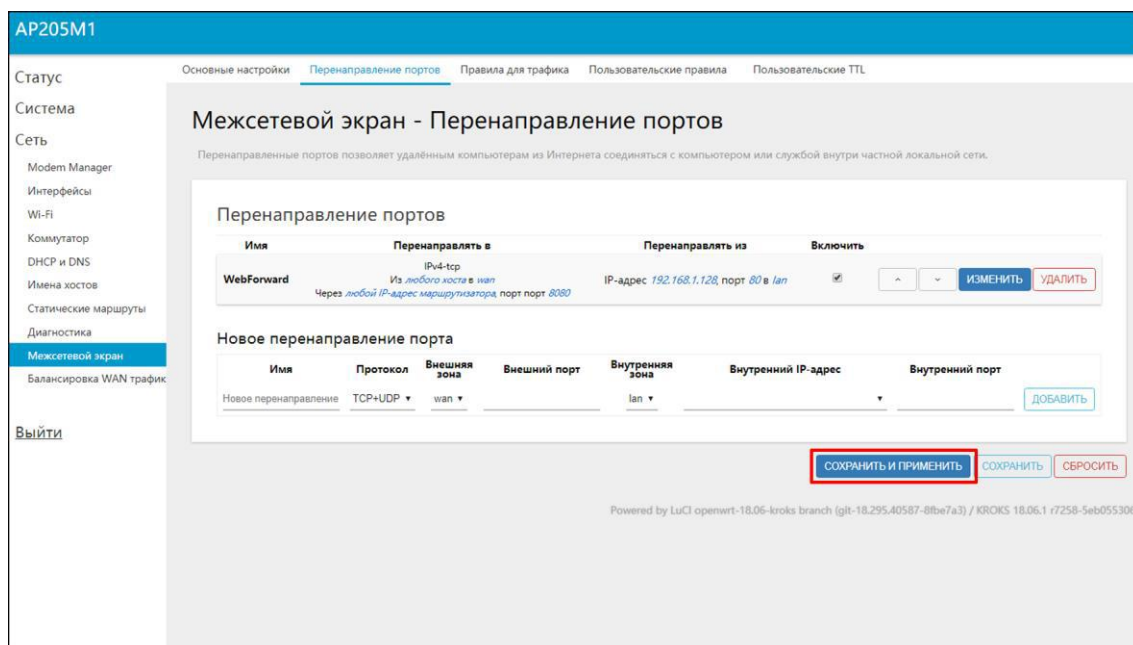 AP205M1
Статус
Система
Сеть
Modem Manager
Интерфейсы
Wi-Fi
Коммутатор
DHCP и DNS
Имена хостов
Статические маршруты
Диагностика
Межсетевой экран
Балансировка WAN трафик
Выйти
Основные настройки Перенаправление портов Правила для трафика Пользовательские правила Пользовательские TTL
Межсетевой экран - Перенаправление портов
Перенаправленные портов позволяет удалённым компьютерам из Интернета соединяться с компьютером или службой внутри частной локальной сети.
Перенаправление портов
Имя Перенаправлять в Перенаправлять из Включить
IPv4-tcp
WebForward Из любого хоста в wan IP-адрес 192.168.1.128, порт 80 в lan ИЗМЕНИТЬ УДАЛИТЬ
Через любой IP-адрес маршрутизатора, порт порт 8080
Новое перенаправление порта
Имя Протокол Внешняя зона Внешний порт Внутренняя зона Внутренний IP-адрес Внутренний порт
Новое перенаправление TCP+UDP wan lan ДОБАВИТЬ
СОХРАНИТЬ И ПРИМЕНИТЬ СОХРАНИТЬ СБРОСИТЬ
Powered by LuCI openwrt-18.06-kroks branch (git-18.295.40587-8fbe7a3) / KROKS 18.06.1 r7258-5eb055306